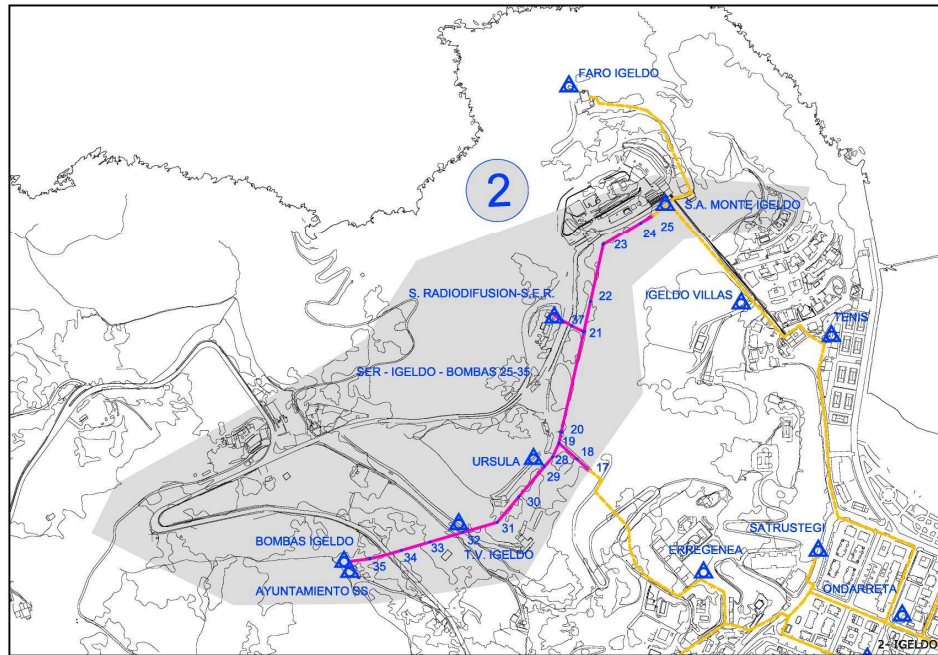 FARO IGELDO
2
S.A. MONTE IGELDO
25
24
23
22
S. RADIODIFUSION-S.E.R.
IGELDO VILLAS
37
21
TENIS
SER - IGELDO - BOMBAS 25-35
20
19
18
URSULA
28
17
29
30
31
32
SATRUSTEGI
33
T.V. IGELDO
BOMBAS IGELDO
34
ERREGENEA
35
AYUNTAMIENTO SS
ONDARRETA
2- IGELDO